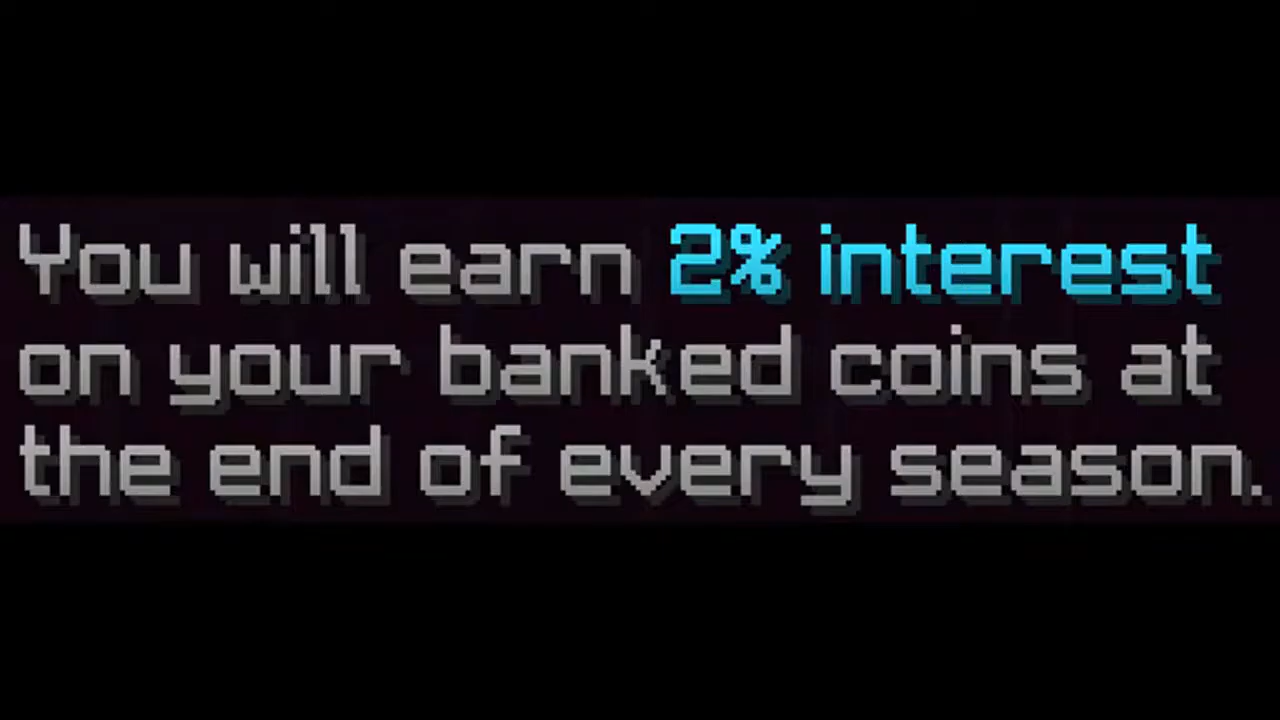 You will earn 2% interest
on your banked coins at
the end of every season.